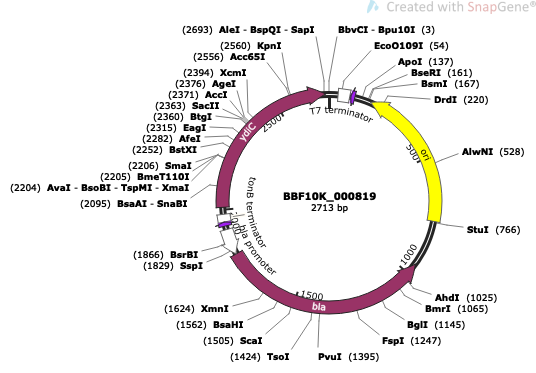 Created with SnapGene®
(2693) AleI - BspQI - SapI
BbvCI - Bpu10I (3)
(2560) KpnI
EcoO109I (54)
(2556) Acc65I
ApoI (137)
(2394) XcmI
BseRI (161)
(2376) AgeI
BsmI (167)
(2371) AccI
DrdI (220)
(2363) SacII
(2360) BtgI
(2315) EagI
(2282) AfeI
(2252) BstXI
(2206) SmaI
(2205) BmeT110I
(2204) AvaI - BsoBI - TspMI - XmaI
(2095) BsaAI - SnaBI
T7 terminator
ydiC
2500
ori
500
AlwNI (528)
BBF10K_000819
2713 bp
tonB terminator
bla promoter
StuI (766)
1000
(1866) BsrBI
(1829) SspI
AhdI (1025)
BmrI (1065)
BglI (1145)
FspI (1247)
PvuI (1395)
1500
bla
(1624) XmnI
(1562) BsaHI
(1505) ScaI
(1424) TsoI